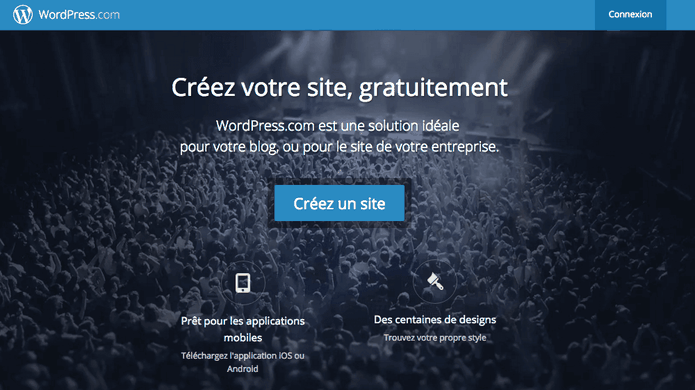 WordPress.com
Connexion
Créez votre site, gratuitement
WordPress.com est une solution idéale
pour votre blog, ou pour le site de votre entreprise.
Créez un site
Prêt pour les applications
mobiles
Téléchargez l'application iOS ou
Android
Des centaines de designs
Trouvez votre propre style